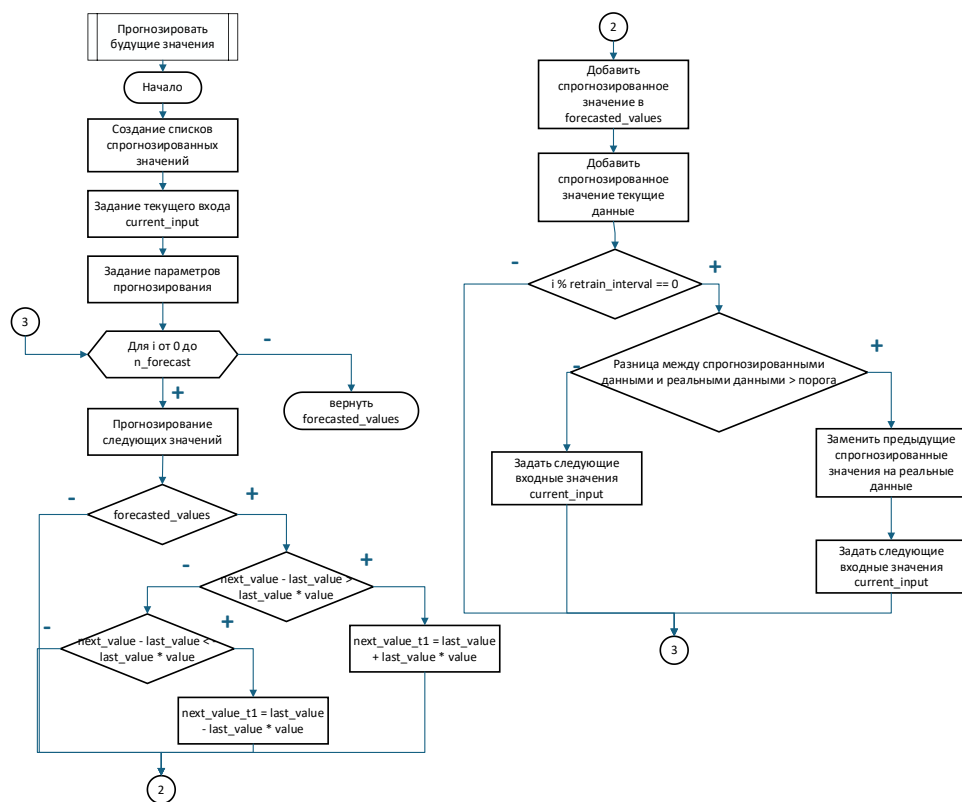 Прогнозировать
будущие значения
Начало
Создание списков
спрогнозированных
значений
Задание текущего входа
current_input
Задание параметров
прогнозирования
3
Для i от 0 до
n_forecast
-
+
вернуть
forecasted_values
Прогнозирование
следующих значений
-
+
forecasted_values
-
+
next_value - last_value >
last_value * value
-
+
next_value - last_value < -
last_value * value
next_value_t1 = last_value
+ last_value * value
next_value_t1 = last_value
- last_value * value
2
2
Добавить
спрогнозированное
значение в
forecasted_values
Добавить
спрогнозированное
значение текущие
данные
-
+
i % retrain_interval == 0
-
+
Разница между спрогнозированными
данными и реальными данными > порога
Задать следующие
входные значения
current_input
Заменить предыдущие
спрогнозированные
значения на реальные
данные
Задать следующие
входные значения
current_input
3